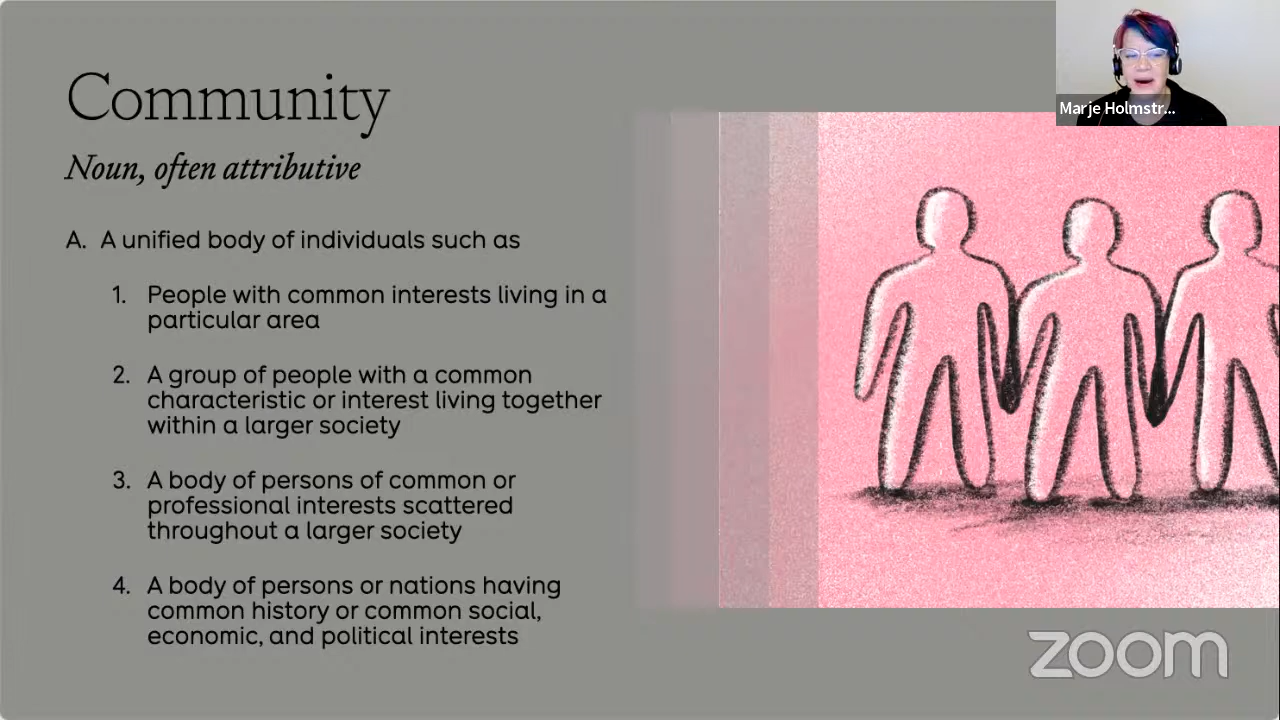 Community
Noun, often attributive
A. A unified body of individuals such as
1. People with common interests living in a
particular area
2. A group of people with a common
characteristic or interest living together
within a larger society
3. A body of persons of common or
professional interests scattered
throughout a larger society
4. A body of persons or nations having
common history or common social,
economic, and political interests
Marje Holmstr...
zoom